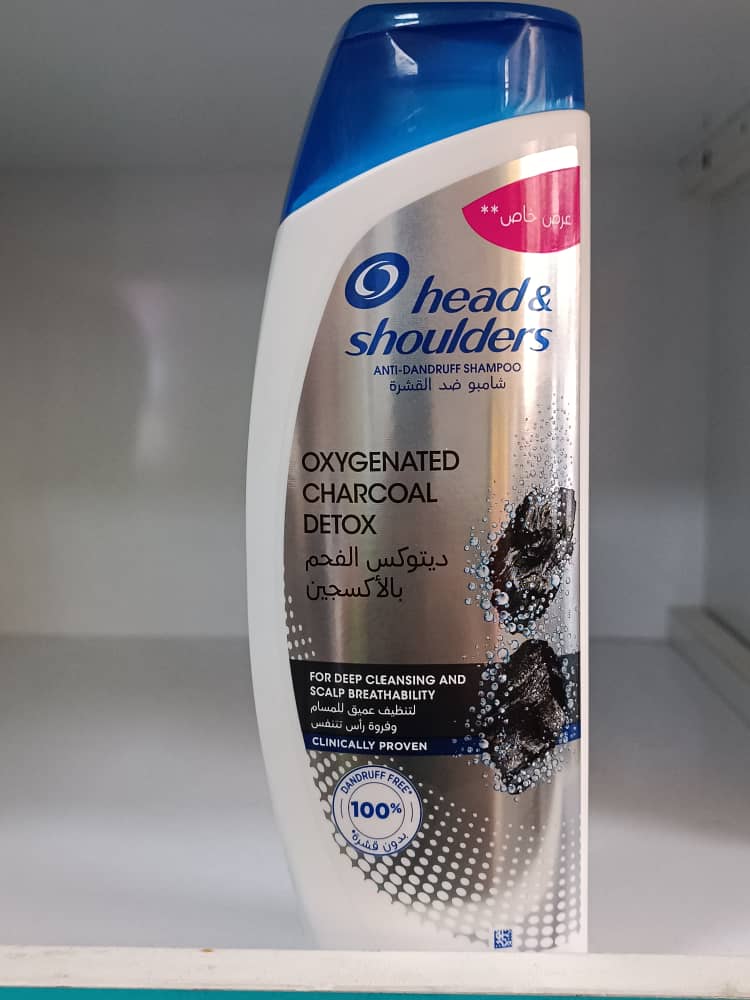 عرض خاص**
head &
shoulders
ANTI-DANDRUFF SHAMPOO
شامبو ضد القشرة
OXYGENATED
CHARCOAL
DETOX
ديتوكس الفحم
بالأكسجين
FOR DEEP CLEANSING AND
SCALP BREATHABILITY
لتنظيف عميق للمسام
وفروة رأس تتنفس
CLINICALLY PROVEN
DANDRUFF FREE*
100%
بدون قشرة*